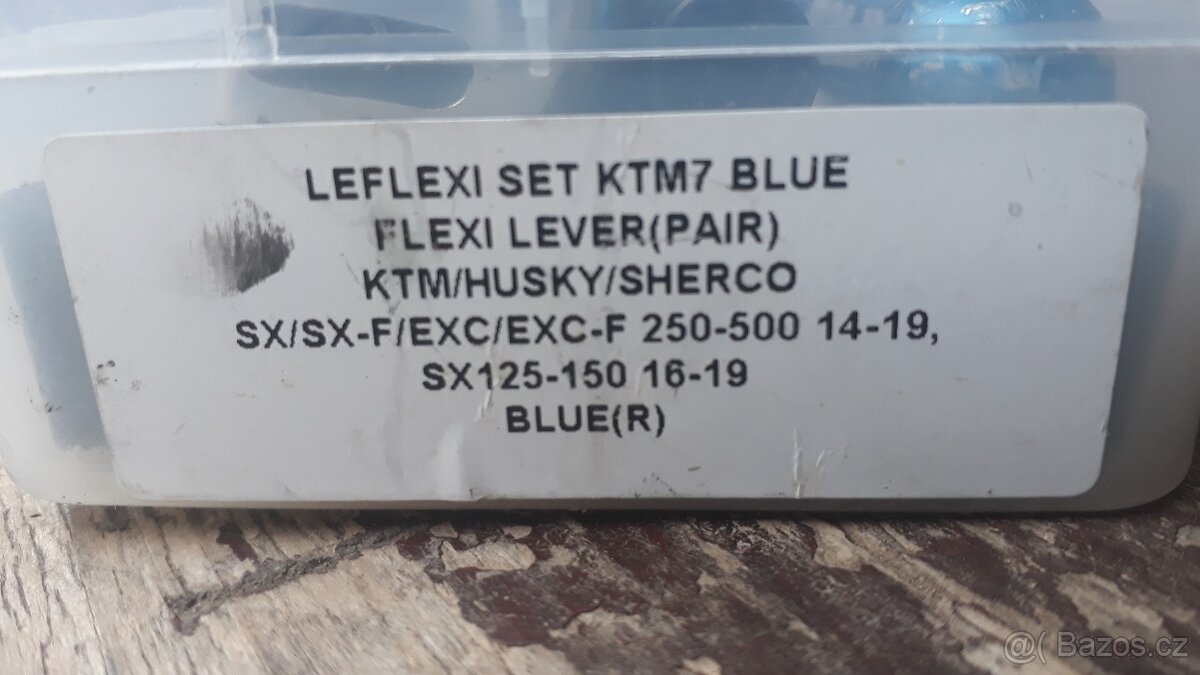 LEFLEXI SET KTM7 BLUE
FLEXI LEVER(PAIR)
KTM/HUSKY/SHERCO
SX/SX-F/EXC/EXC-F 250-500 14-19,
SX125-150 16-19
BLUE(R)
@( Bazos.cz